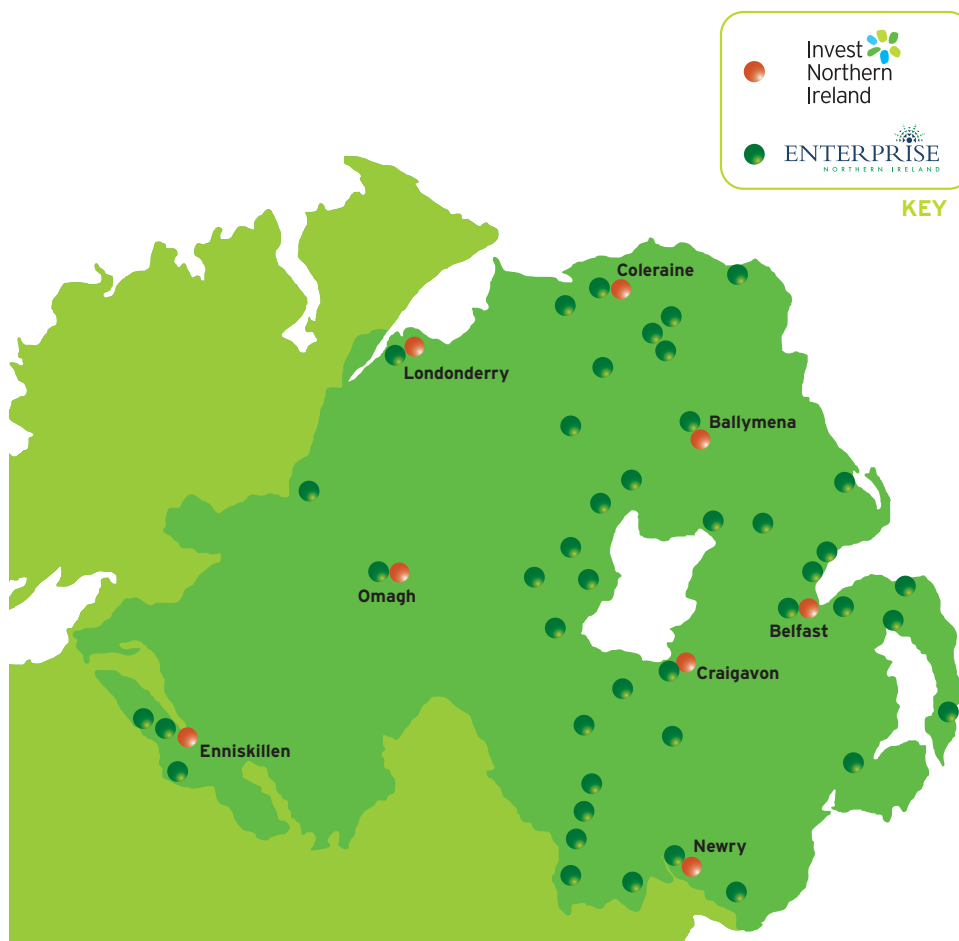 Invest
Northern
Ireland
ENTERPRISE
NORTHERN IRELAND
KEY
Coleraine
Londonderry
Ballymena
Omagh
Belfast
Craigavon
Enniskillen
Newry